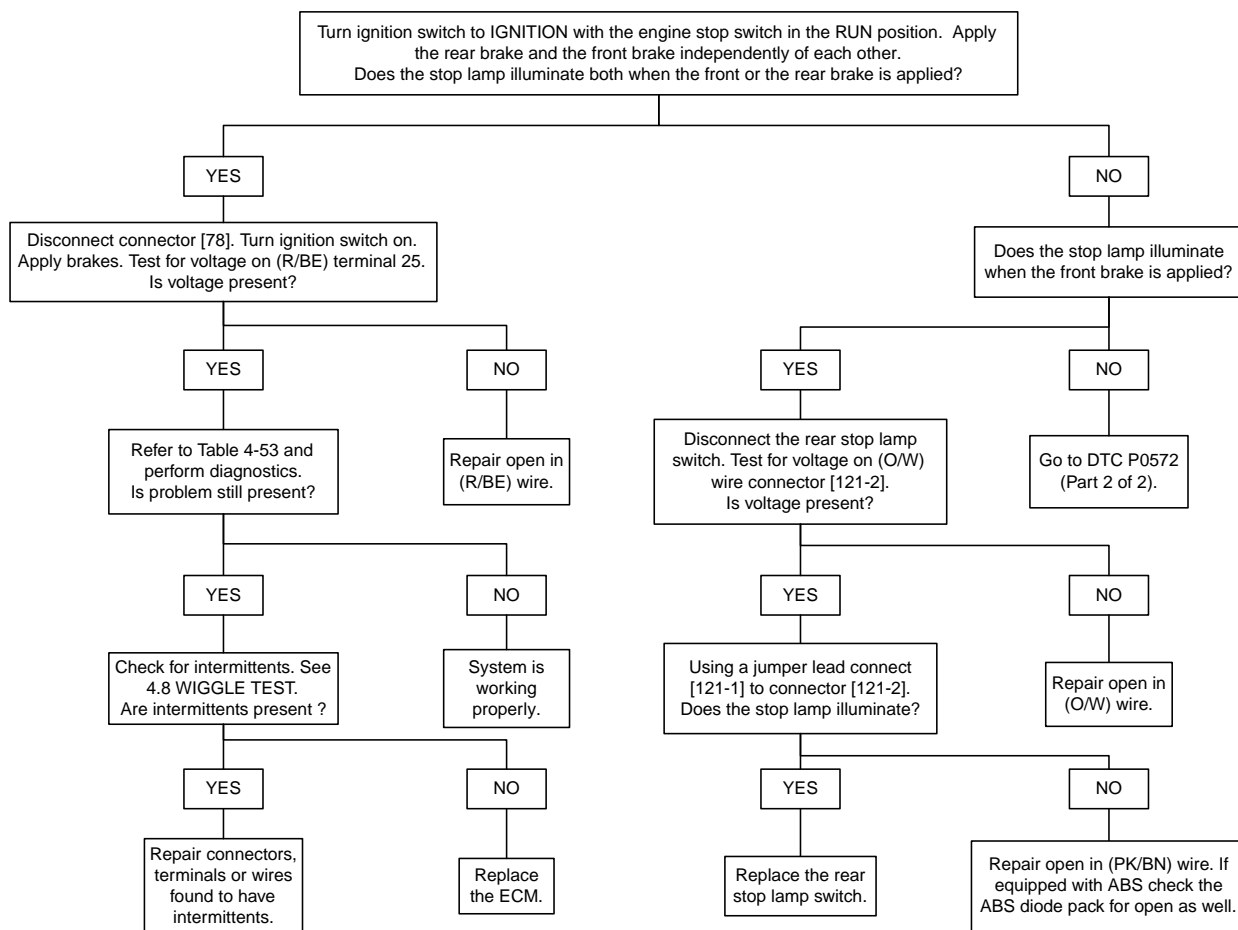 Turn ignition switch to IGNITION with the engine stop switch in the RUN position. Apply
the rear brake and the front brake independently of each other.
Does the stop lamp illuminate both when the front or the rear brake is applied?
YES
NO
Disconnect connector [78]. Turn ignition switch on.
Apply brakes. Test for voltage on (R/BE) terminal 25.
Is voltage present?
Does the stop lamp illuminate
when the front brake is applied?
YES
NO
YES
NO
Refer to Table 4-53 and
perform diagnostics.
Is problem still present?
Repair open in
(R/BE) wire.
Disconnect the rear stop lamp
switch. Test for voltage on (O/W)
wire connector [121-2].
Is voltage present?
Go to DTC P0572
(Part 2 of 2).
YES
NO
YES
NO
Check for intermittents. See
4.8 WIGGLE TEST.
Are intermittents present ?
System is
working
properly.
Using a jumper lead connect
[121-1] to connector [121-2].
Does the stop lamp illuminate?
Repair open in
(O/W) wire.
YES
NO
YES
NO
Repair connectors,
terminals or wires
found to have
intermittents.
Replace
the ECM.
Replace the rear
stop lamp switch.
Repair open in (PK/BN) wire. If
equipped with ABS check the
ABS diode pack for open as well.